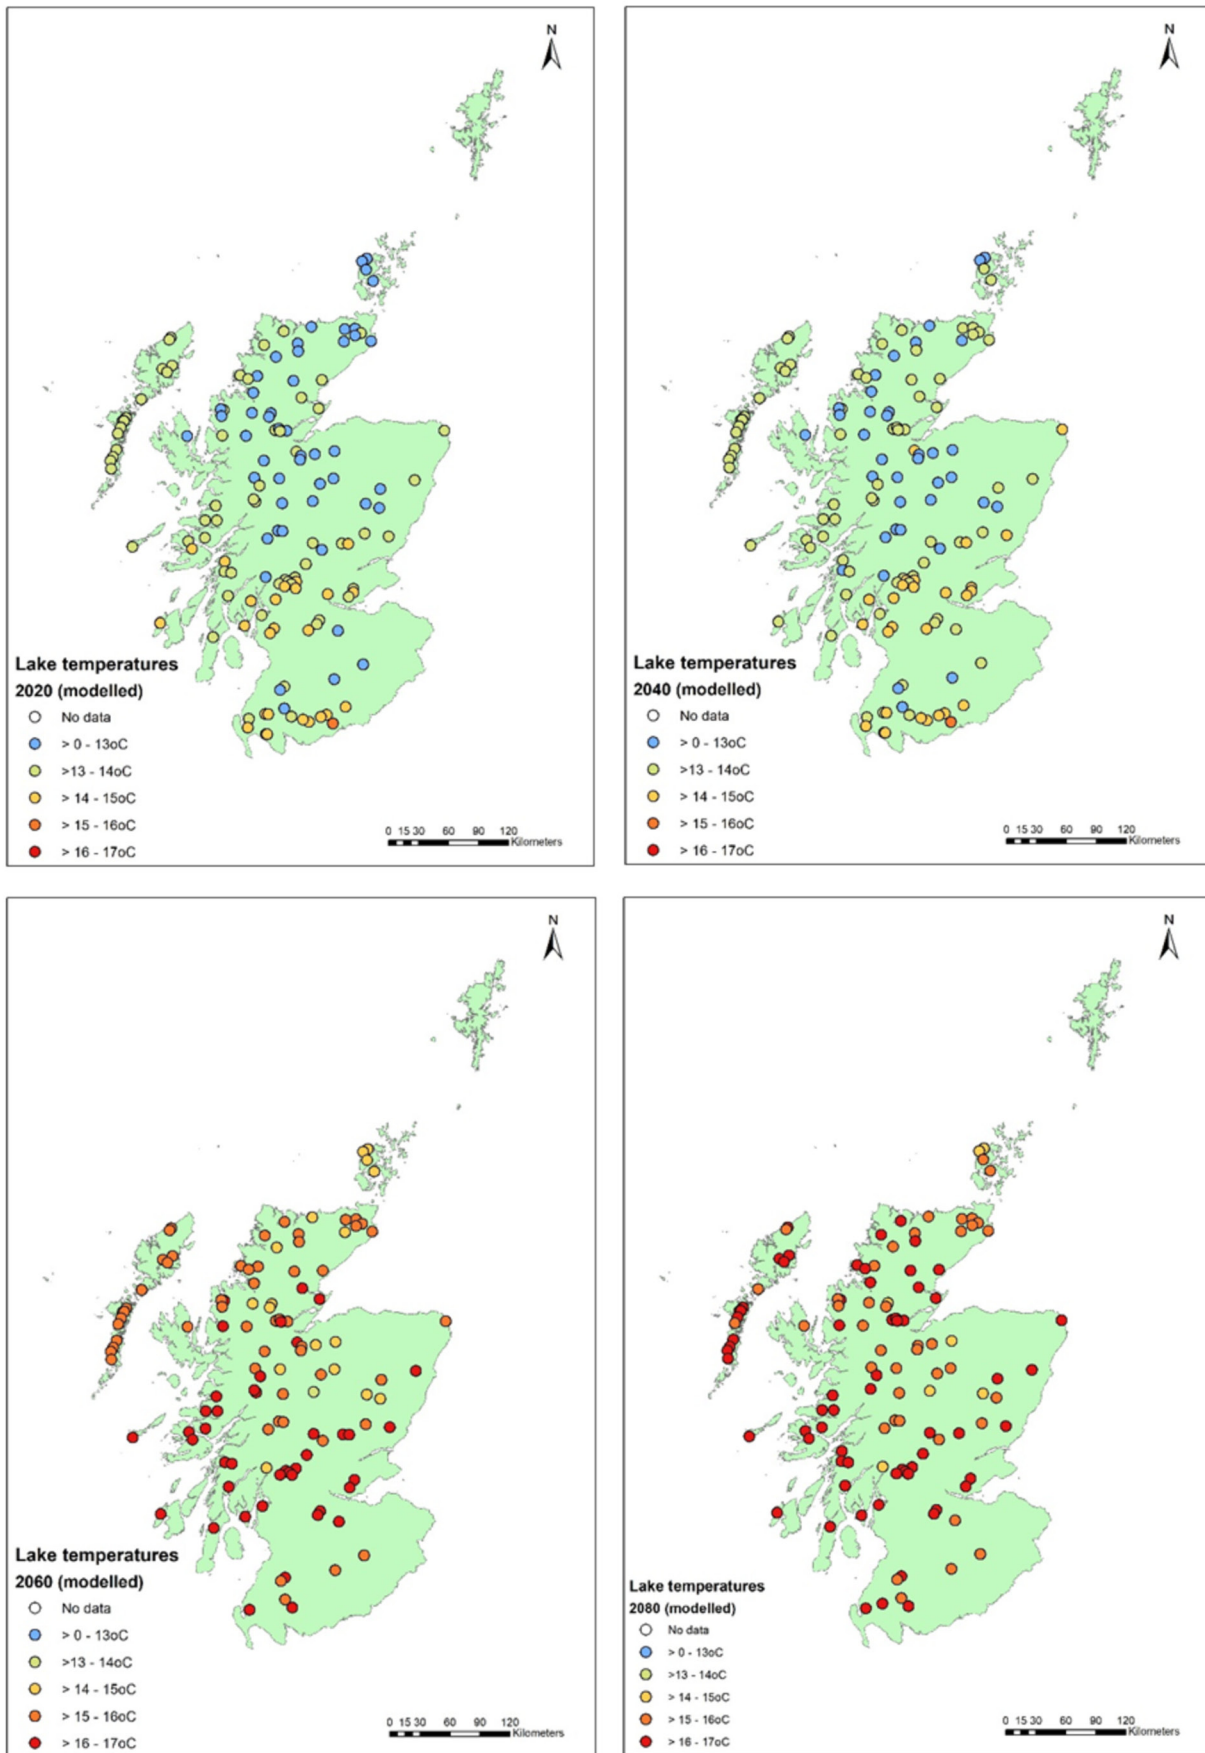 N
Lake temperatures
2020 (modelled)
No data
> 0 - 13oC
>13 - 14oC
> 14 - 15oC
> 15 - 16oC
> 16 - 17oC
0 15 30 60 90 120
Kilometers
N
Lake temperatures
2040 (modelled)
No data
> 0 - 13oC
>13 - 14oC
> 14 - 15oC
> 15 - 16oC
> 16 - 17oC
0 15 30 60 90 120
Kilometers
N
Lake temperatures
2060 (modelled)
No data
> 0 - 13oC
>13 - 14oC
> 14 - 15oC
> 15 - 16oC
> 16 - 17oC
0 15 30 60 90 120
Kilometers
N
Lake temperatures
2080 (modelled)
No data
> 0 - 13oC
>13 - 14oC
> 14 - 15oC
> 15 - 16oC
> 16 - 17oC
0 15 30 60 90 120
Kilometers